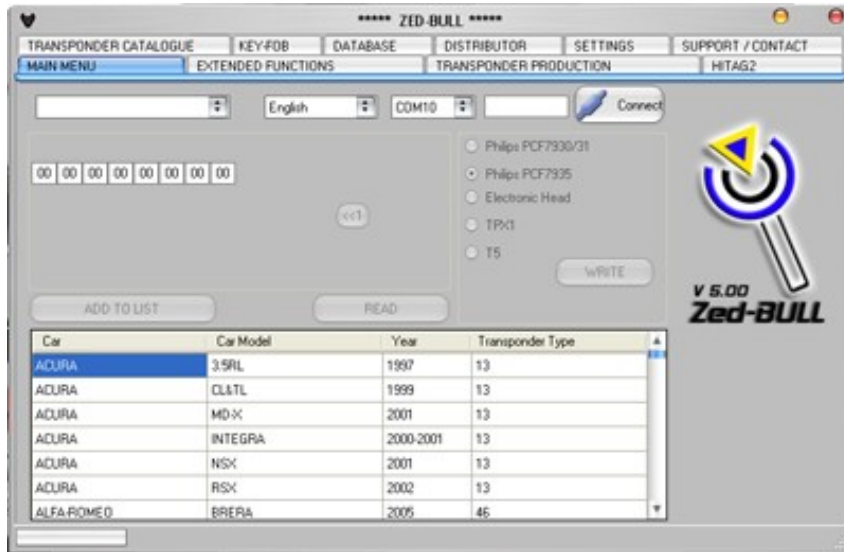 ***** ZED-BULL *****
TRANSPONDER CATALOGUE KEY-FOB DATABASE DISTRIBUTOR SETTINGS SUPPORT / CONTACT
MAIN MENU EXTENDED FUNCTIONS TRANSPONDER PRODUCTION HITAG2
English COM10 Connect
Philips PCF7930/31
00 00 00 00 00 00 00 00 Philips PCF7935
Electronic Head
<<1 TPX1
T5
WRITE
ADD TO LIST READ
V 5.00
Zed-BULL
Car Car Model Year Transponder Type
ACURA 3.5RL 1997 13
ACURA CL&TL 1999 13
ACURA MD-X 2001 13
ACURA INTEGRA 2000-2001 13
ACURA NSX 2001 13
ACURA RSX 2002 13
ALFA-ROMEO BRERA 2005 46